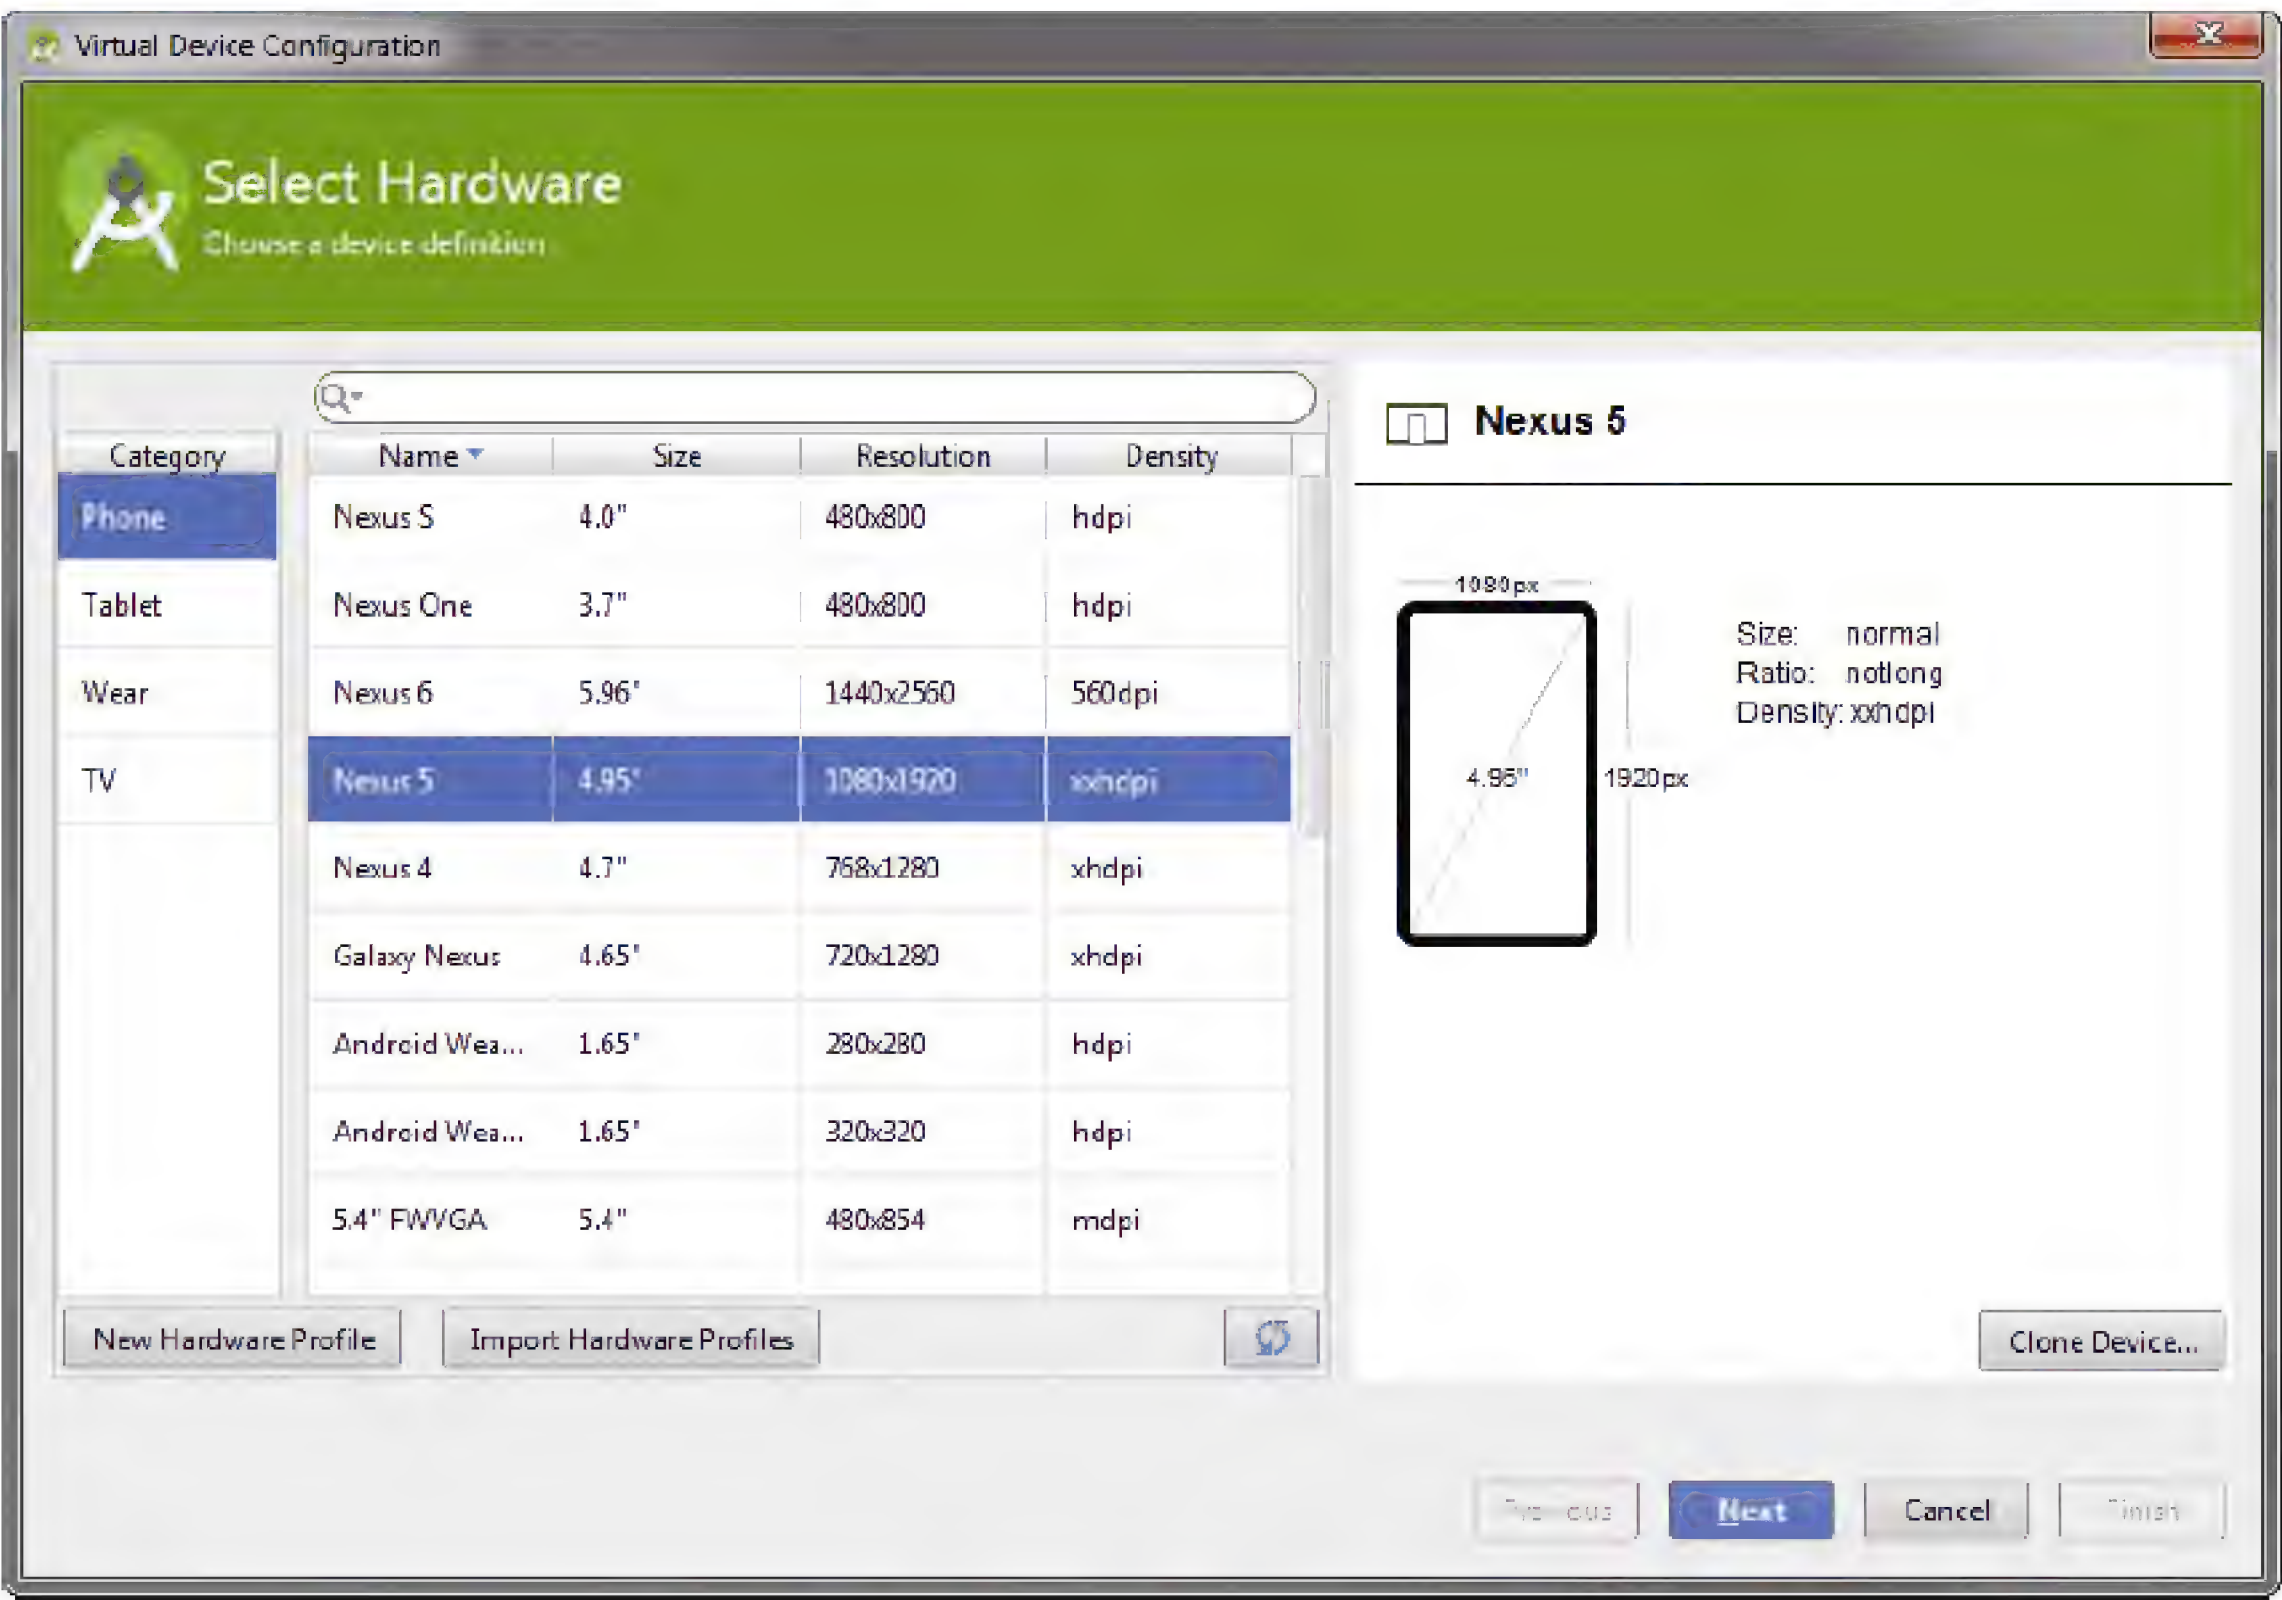 Virtual Device Configuration
Select Hardware
Choose a device definition
Category
Phone
Tablet
Wear
TV
Name Size Resolution Density
Nexus S 4.0" 480x800 hdpi
Nexus One 3.7" 480x800 hdpi
Nexus 6 5.96" 1440x2560 560dpi
Nexus 5 4.95" 1080x1920 xxhdpi
Nexus 4 4.7" 768x1280 xhdpi
Galaxy Nexus 4.65" 720x1280 xhdpi
Android Wea... 1.65" 280x280 hdpi
Android Wea... 1.65" 320x320 hdpi
5.4" FWVGA 5.4" 480x854 mdpi
New Hardware Profile Import Hardware Profiles
Nexus 5
1080px
4.95"
1920px
Size: normal
Ratio: notlong
Density: xxhdpi
Clone Device...
Previous Next Cancel Finish